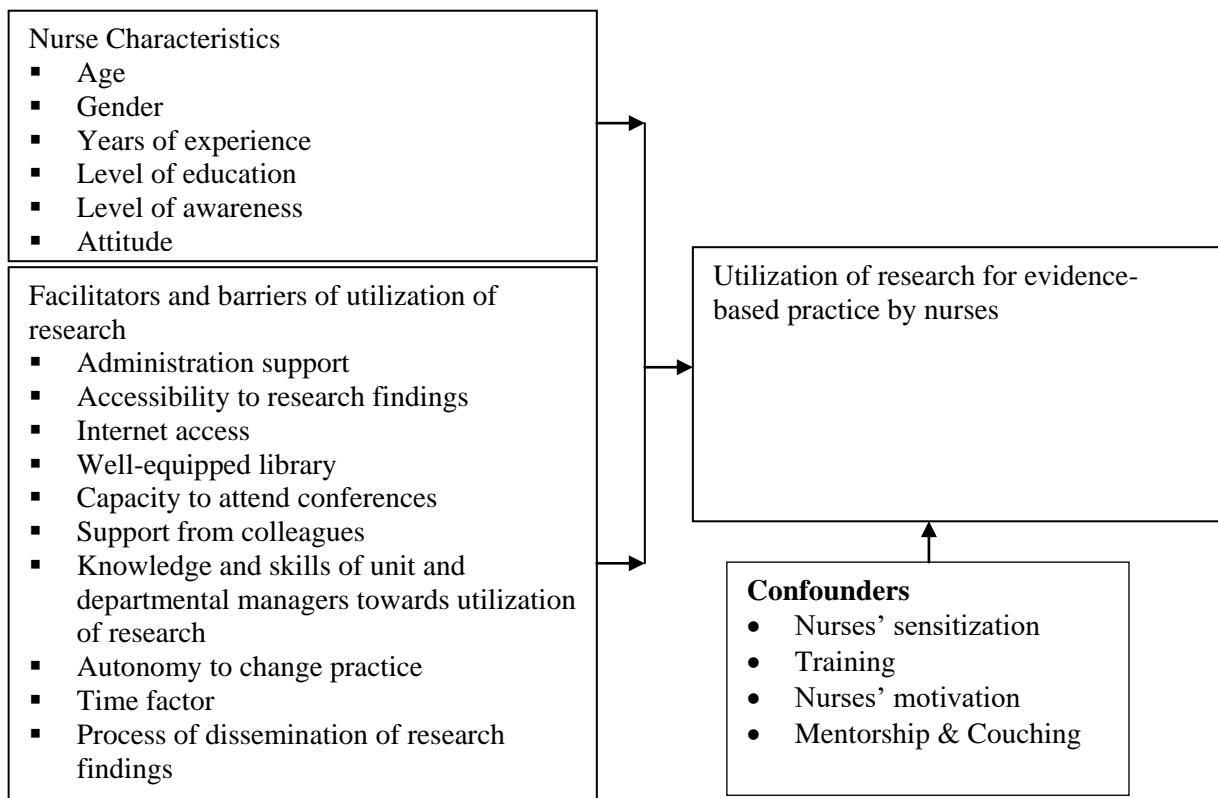 Nurse Characteristics
▪ Age
▪ Gender
▪ Years of experience
▪ Level of education
▪ Level of awareness
▪ Attitude
Facilitators and barriers of utilization of
research
▪ Administration support
▪ Accessibility to research findings
▪ Internet access
▪ Well-equipped library
▪ Capacity to attend conferences
▪ Support from colleagues
▪ Knowledge and skills of unit and
departmental managers towards utilization
of research
▪ Autonomy to change practice
▪ Time factor
▪ Process of dissemination of research
findings
Utilization of research for evidence-
based practice by nurses
Confounders
• Nurses’ sensitization
• Training
• Nurses’ motivation
• Mentorship & Couching